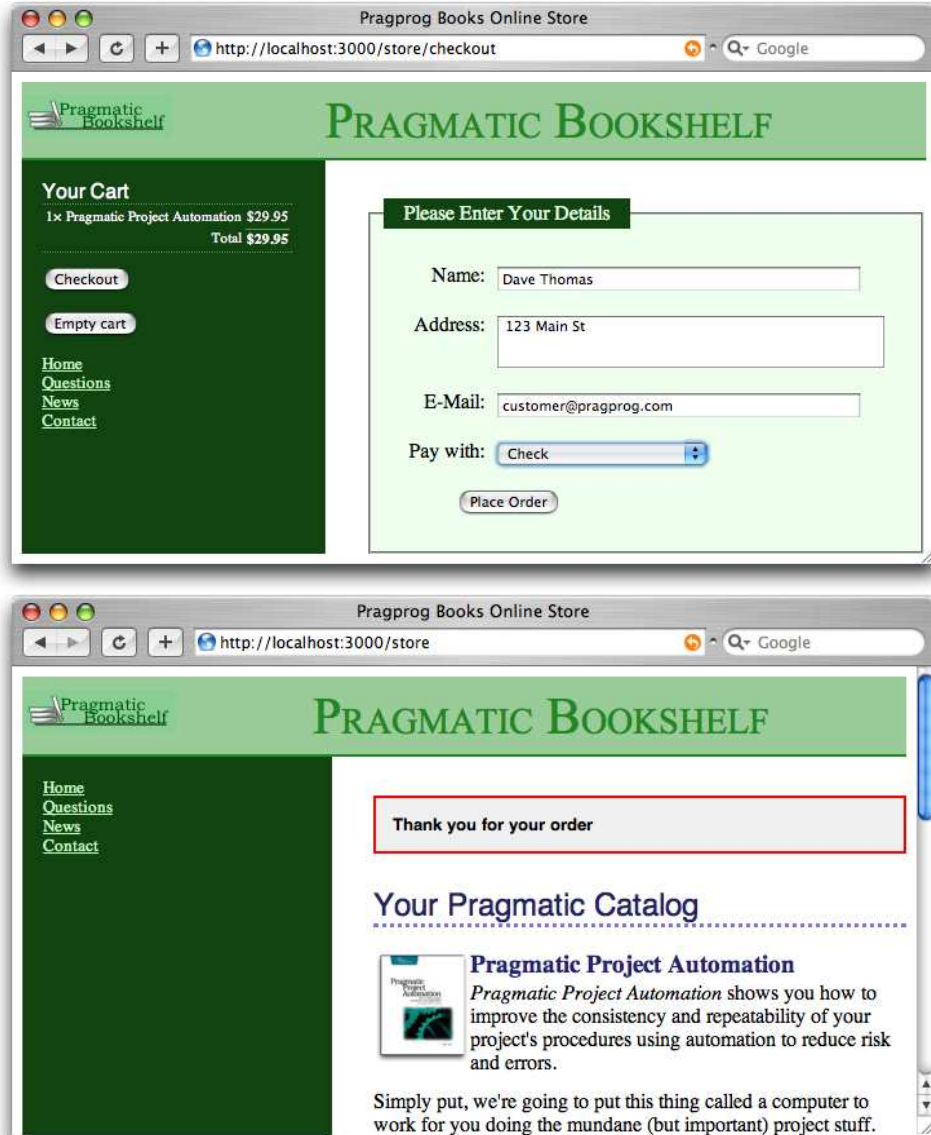 Pragprog Books Online Store
http://localhost:3000/store/checkout
Google
Pragmatic
Bookshelf
PRAGMATIC BOOKSHELF
Your Cart
1× Pragmatic Project Automation $29.95
Total $29.95
Checkout
Empty cart
Home
Questions
News
Contact
Please Enter Your Details
Name: Dave Thomas
Address: 123 Main St
E-Mail: customer@pragprog.com
Pay with: Check
Place Order
Pragprog Books Online Store
http://localhost:3000/store
Google
Pragmatic
Bookshelf
PRAGMATIC BOOKSHELF
Home
Questions
News
Contact
Thank you for your order
Your Pragmatic Catalog
Pragmatic
Project
Automation
Pragmatic Project Automation
Pragmatic Project Automation shows you how to
improve the consistency and repeatability of your
project's procedures using automation to reduce risk
and errors.
Simply put, we're going to put this thing called a computer to
work for you doing the mundane (but important) project stuff.